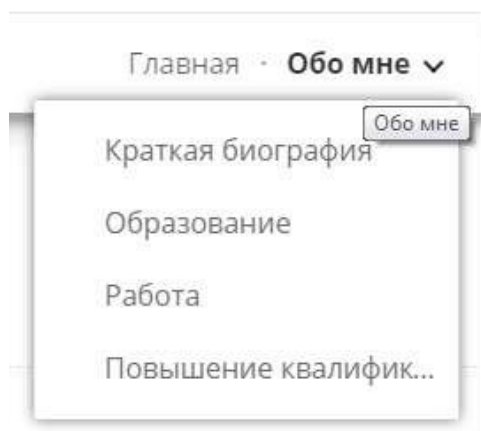 Главная · Обо мне
Обо мне
Краткая биография
Образование
Работа
Повышение квалифик...